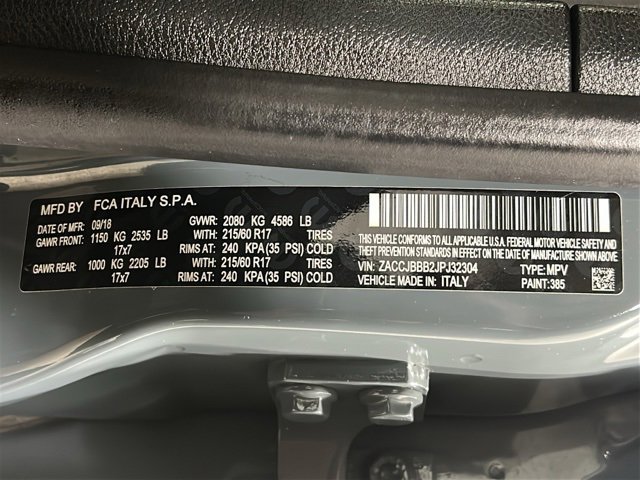 MFD BY FCA ITALY S.P.A.
DATE OF MFR: 09/18 GVWR: 2080 KG 4586 LB
GAWR FRONT: 1150 KG 2535 LB WITH: 215/60 R17 TIRES
17x7 RIMS AT: 240 KPA (35 PSI) COLD
GAWR REAR: 1000 KG 2205 LB WITH: 215/60 R17 TIRES
17x7 RIMS AT: 240 KPA (35 PSI) COLD
THIS VEHICLE CONFORMS TO ALL APPLICABLE U.S.A. FEDERAL MOTOR VEHICLE SAFETY,
BUMPER AND THEFT PREVENTION STANDARDS IN EFFECT ON THE DATE OF MFR. SHOWN ABOVE.
VIN: ZACCJBBB2JPJ32304 TYPE: MPV
VEHICLE MADE IN: ITALY PAINT: 385